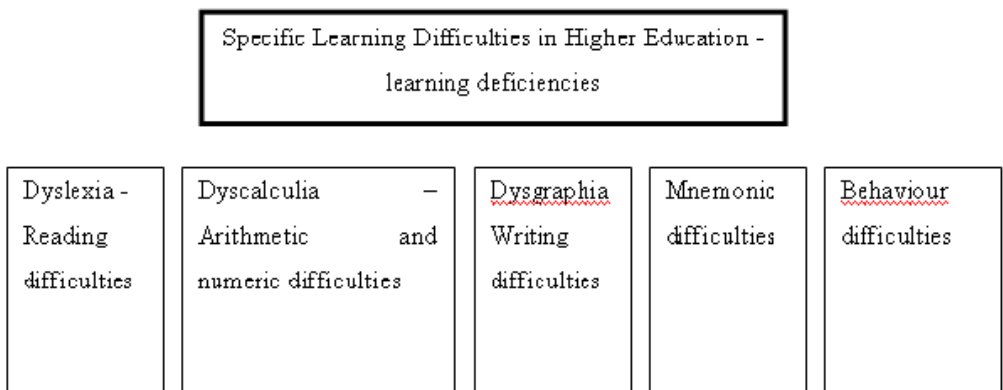 Specific Learning Difficulties in Higher Education -
learning deficiencies
Dyslexia -
Reading
difficulties
Dyscalculia –
Arithmetic and
numeric difficulties
Dysgraphia
Writing
difficulties
Mnemonic
difficulties
Behaviour
difficulties